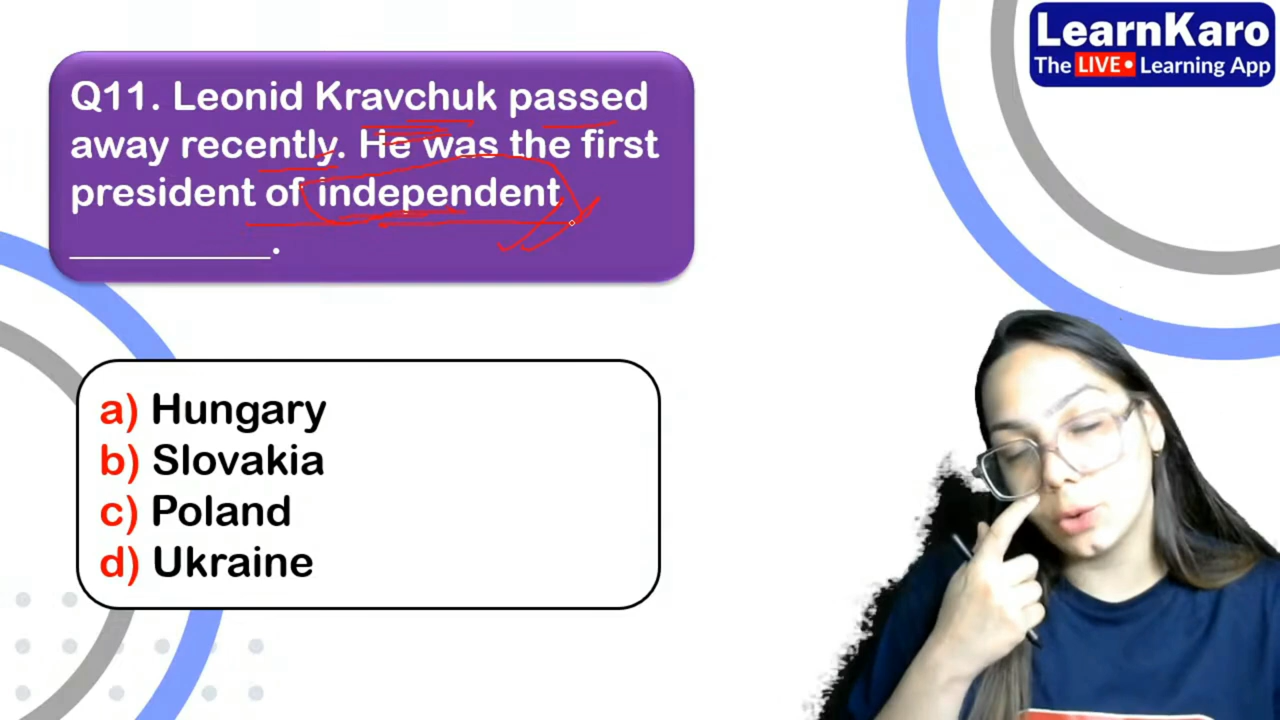 LearnKaro
The LIVE Learning App
Q11. Leonid Kravchuk passed
away recently. He was the first
president of independent
___________.
a) Hungary
b) Slovakia
c) Poland
d) Ukraine